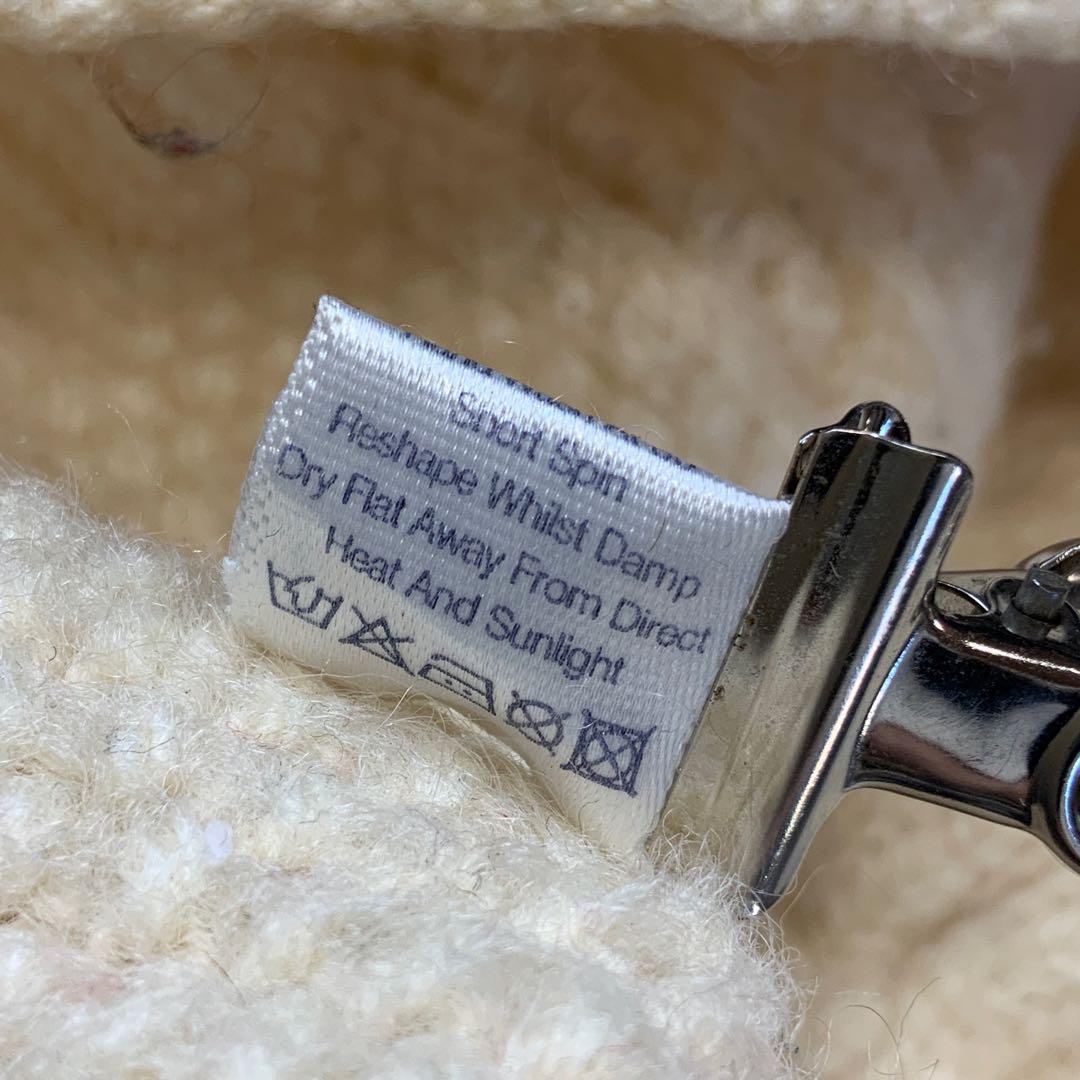 Short Spin
Reshape Whilst Damp
Dry Flat Away From Direct
Heat And Sunlight